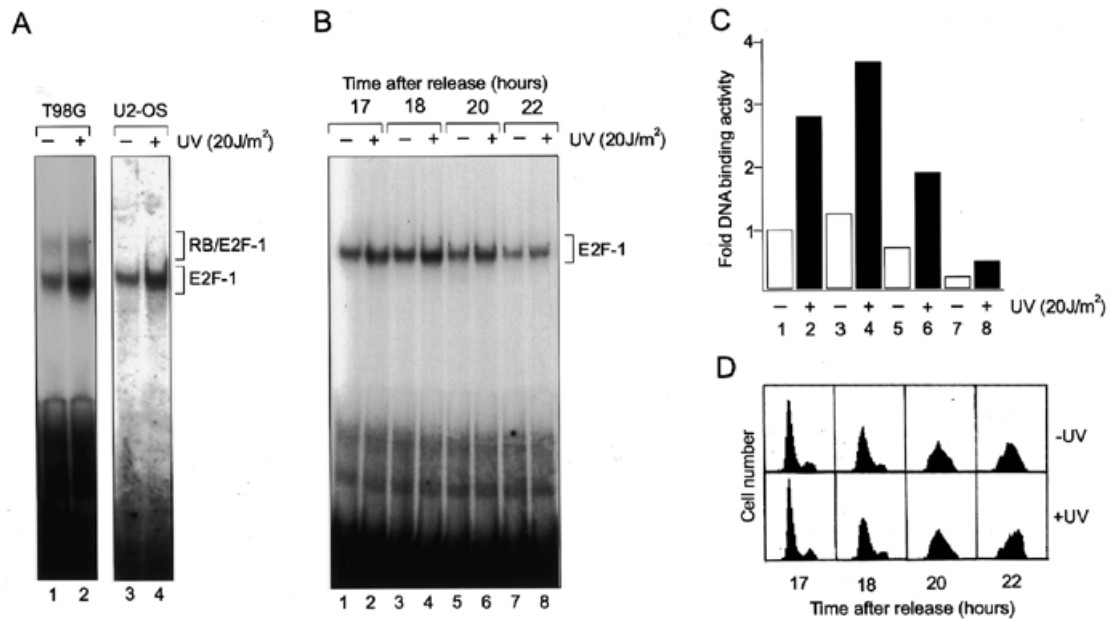 A
T98G U2-OS
− + − + UV (20J/m²)
RB/E2F-1
E2F-1
1 2 3 4
B
Time after release (hours)
17 18 20 22
− + − + − + − + UV (20J/m²)
E2F-1
1 2 3 4 5 6 7 8
C
Fold DNA binding activity
4
3
2
1
− + − + − + − + UV (20J/m²)
1 2 3 4 5 6 7 8
D
Cell number
-UV
+UV
17 18 20 22
Time after release (hours)